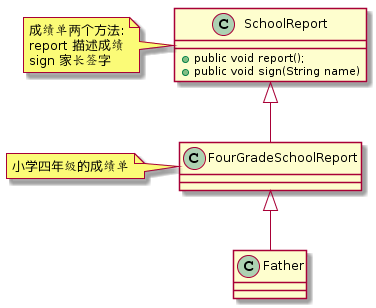 成绩单两个方法:
report 描述成绩
sign 家长签字
C SchoolReport
public void report();
public void sign(String name)
小学四年级的成绩单
C FourGradeSchoolReport
C Father